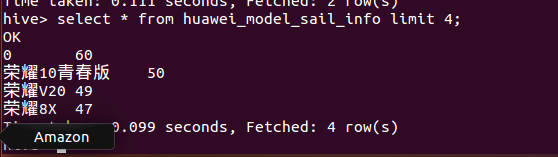 Time taken: 0.111 seconds, Fetched: 2 row(s)
hive> select * from huawei_model_sail_info limit 4;
OK
0 60
荣耀10青春版 50
荣耀V20 49
荣耀8X 47
0.099 seconds, Fetched: 4 row(s)
Amazon